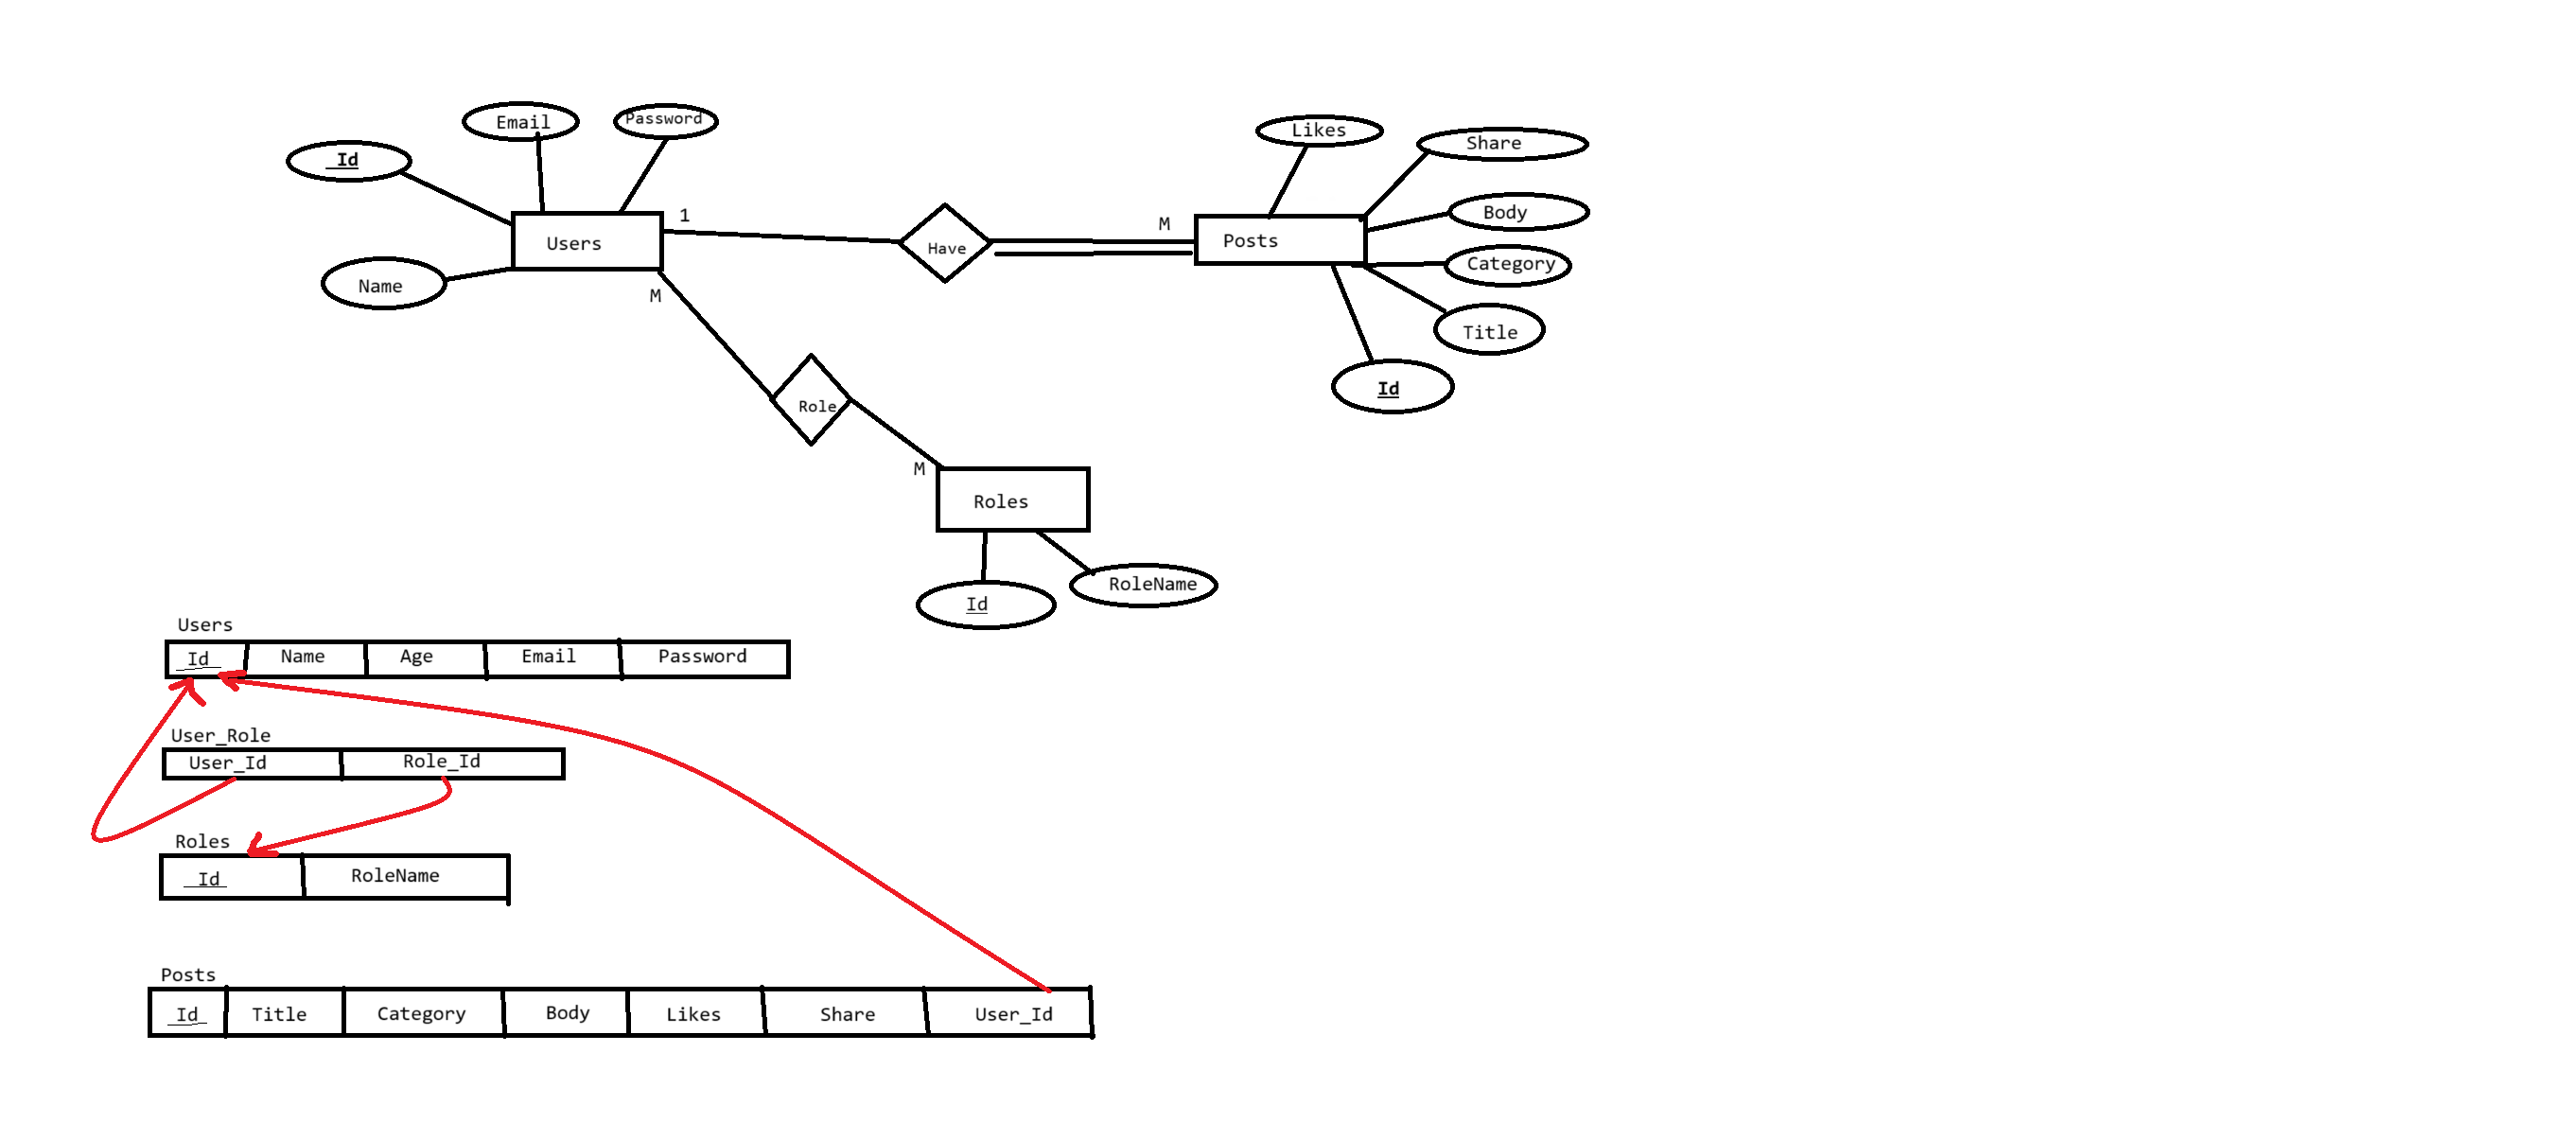 Email
Password
Id
Name
Users
1
M
Have
M
Posts
Likes
Share
Body
Category
Title
Id
Role
M
Roles
Id
RoleName
Users
Id Name Age Email Password
User_Role
User_Id Role_Id
Roles
Id RoleName
Posts
Id Title Category Body Likes Share User_Id